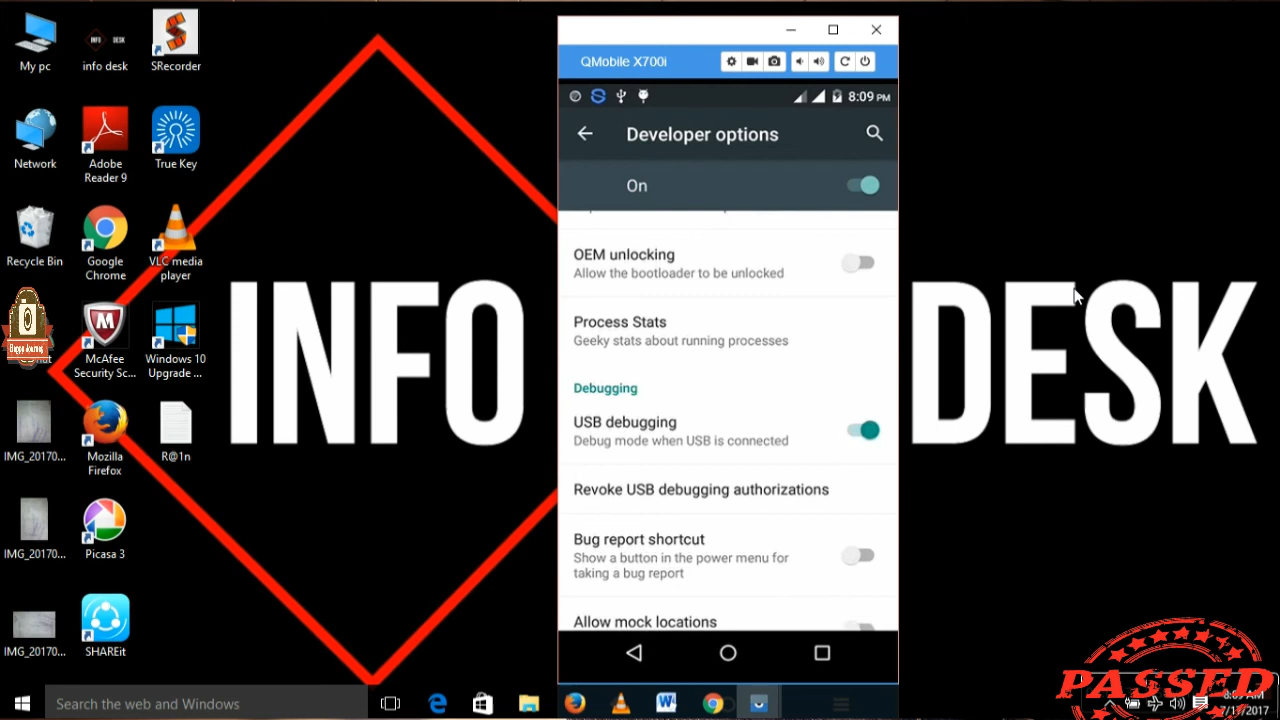 My pc
info desk
SRecorder
Network
Adobe
Reader 9
True Key
Recycle Bin
Google
Chrome
VLC media
player
McAfee
Security Sc...
Windows 10
Upgrade ...
IMG_20170...
Mozilla
Firefox
R@1n
IMG_20170...
Picasa 3
IMG_20170...
SHAREit
INFO
DESK
QMobile X700i
8:09 PM
Developer options
On
OEM unlocking
Allow the bootloader to be unlocked
Process Stats
Geeky stats about running processes
Debugging
USB debugging
Debug mode when USB is connected
Revoke USB debugging authorizations
Bug report shortcut
Show a button in the power menu for
taking a bug report
Allow mock locations
Search the web and Windows
PASSED
7/17/2017